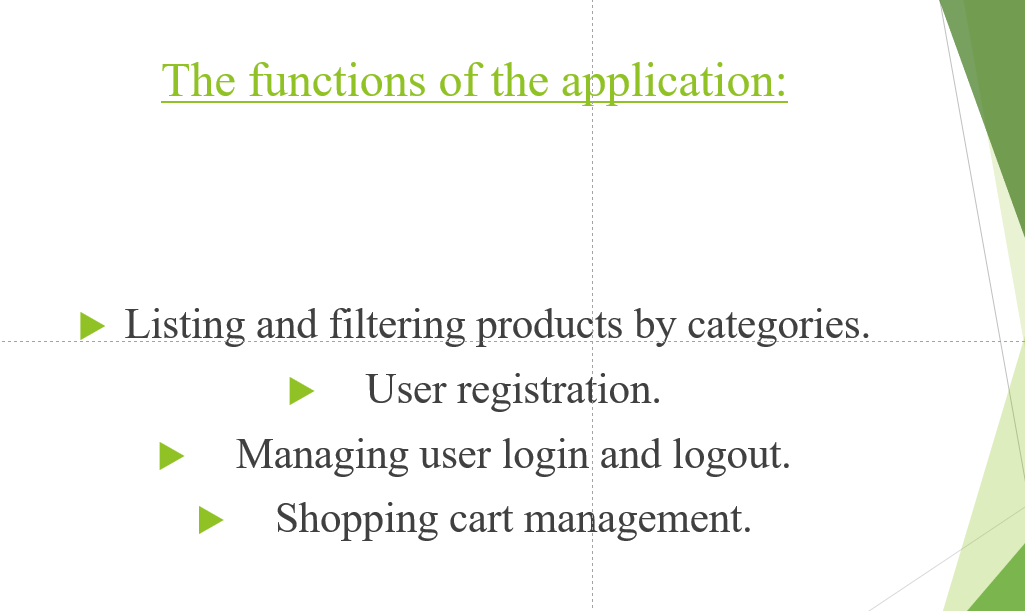 The functions of the application:
Listing and filtering products by categories.
User registration.
Managing user login and logout.
Shopping cart management.